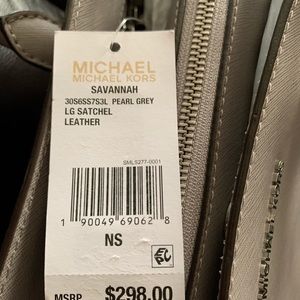 MICHAEL
MICHAEL KORS
SAVANNAH
30S6SS7S3L PEARL GREY
LG SATCHEL
LEATHER
SMLS277-0001
1 90049 69062 8
NS
MSRP $298.00